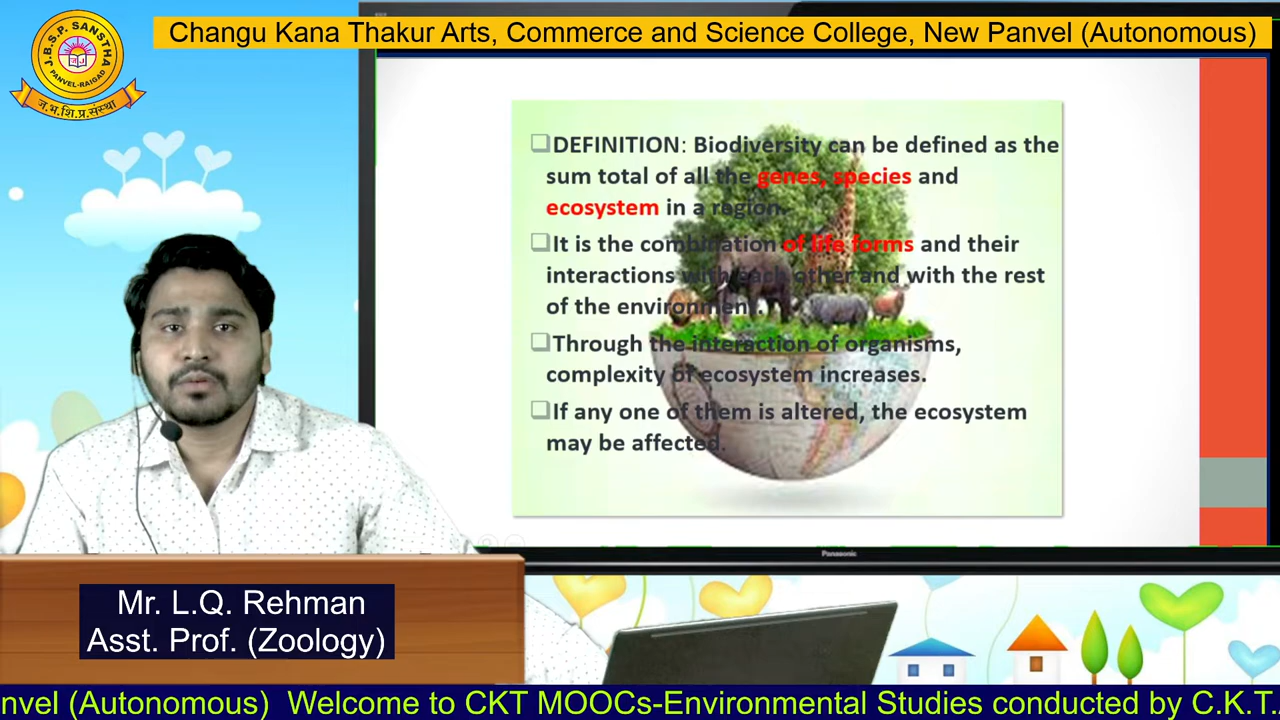 Changu Kana Thakur Arts, Commerce and Science College, New Panvel (Autonomous)
J.B.S.P. SANSTHA
PANVEL-RAIGAD
ज.भ.शि.प्र.संस्था
DEFINITION: Biodiversity can be defined as the
sum total of all the genes, species and
ecosystem in a region.
It is the combination of life forms and their
interactions with each other and with the rest
of the environment.
Through the interaction of organisms,
complexity of ecosystem increases.
If any one of them is altered, the ecosystem
may be affected.
Panasonic
Mr. L.Q. Rehman
Asst. Prof. (Zoology)
nvel (Autonomous) Welcome to CKT MOOCs-Environmental Studies conducted by C.K.T.